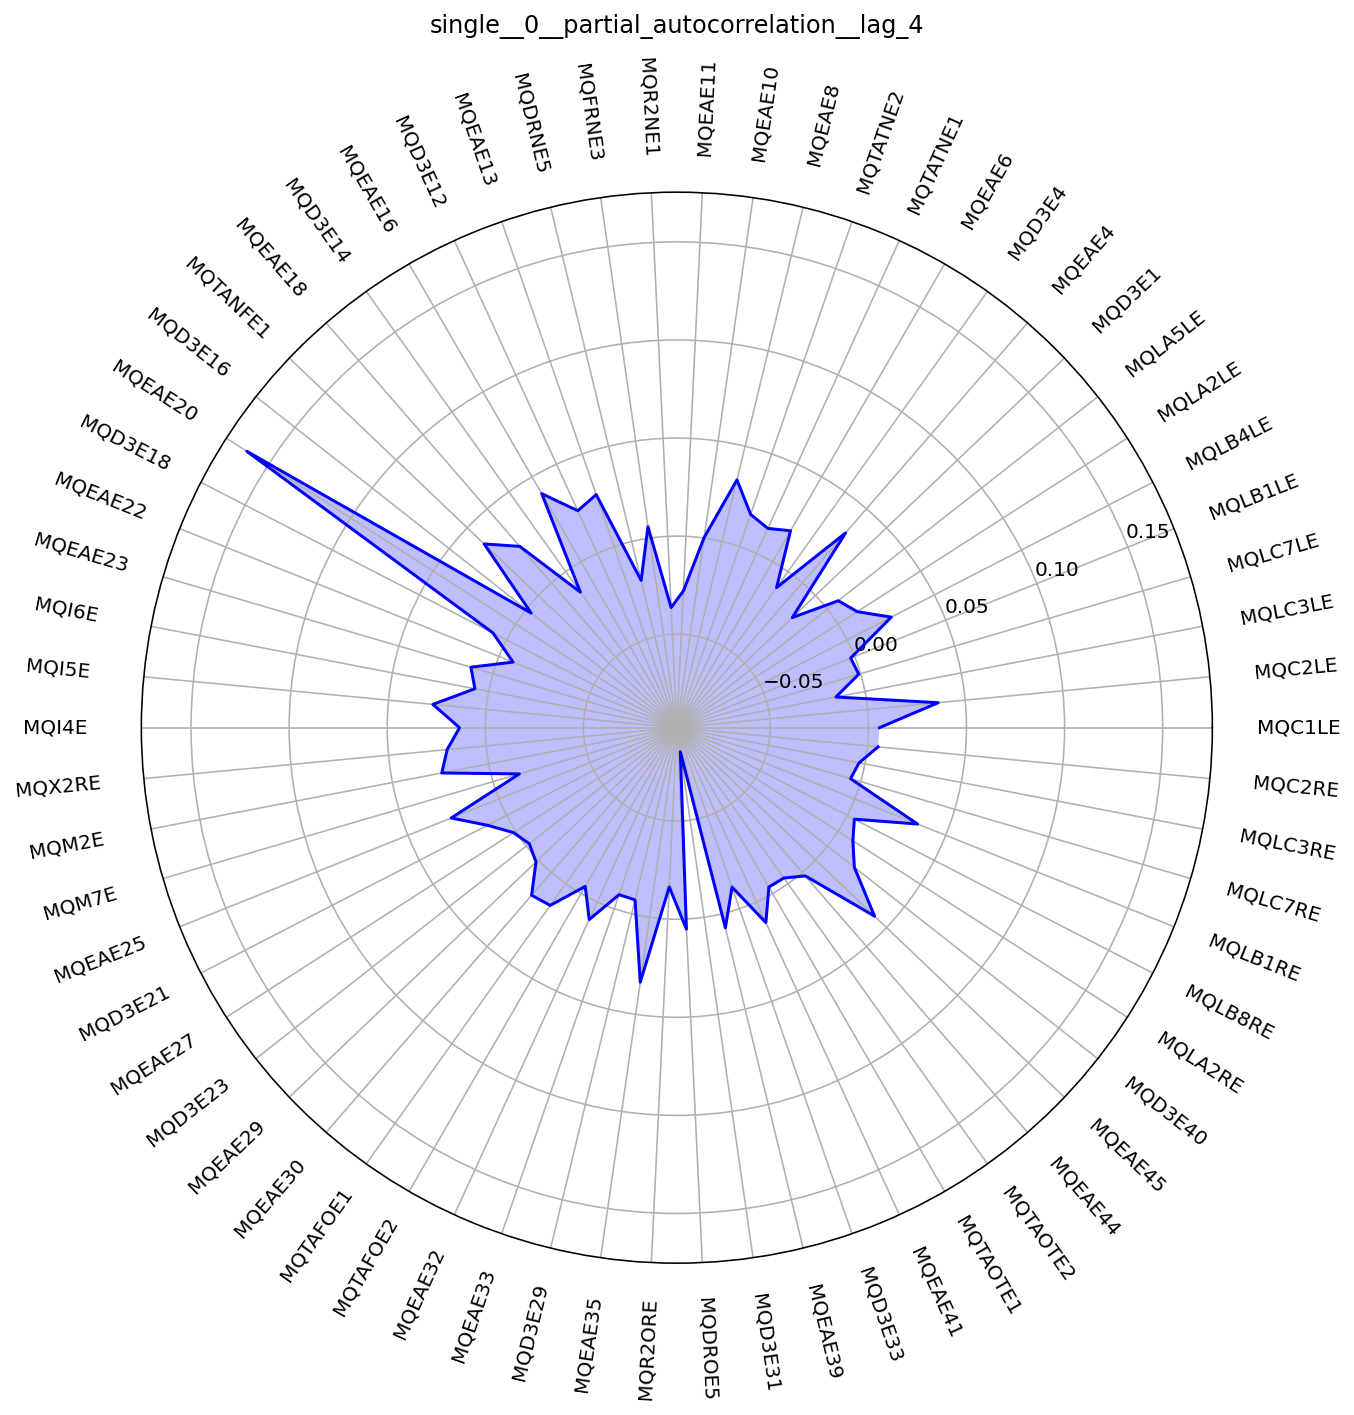 single__0__partial_autocorrelation__lag_4
MQC1LE
MQC2LE
MQLC3LE
MQLC7LE
MQLB1LE
MQLB4LE
MQLA2LE
MQLA5LE
MQD3E1
MQEAE4
MQD3E4
MQEAE6
MQTATNE1
MQTATNE2
MQEAE8
MQEAE10
MQEAE11
MQR2NE1
MQFRNE3
MQDRNE5
MQEAE13
MQD3E12
MQEAE16
MQD3E14
MQEAE18
MQTANFE1
MQD3E16
MQEAE20
MQD3E18
MQEAE22
MQEAE23
MQI6E
MQI5E
MQI4E
MQX2RE
MQM2E
MQM7E
MQEAE25
MQD3E21
MQEAE27
MQD3E23
MQEAE29
MQEAE30
MQTAFOE1
MQTAFOE2
MQEAE32
MQEAE33
MQD3E29
MQEAE35
MQR2ORE
MQDROE5
MQD3E31
MQEAE39
MQD3E33
MQEAE41
MQTAOTE1
MQTAOTE2
MQEAE44
MQEAE45
MQD3E40
MQLA2RE
MQLB8RE
MQLB1RE
MQLC7RE
MQLC3RE
MQC2RE
−0.05
0.00
0.05
0.10
0.15